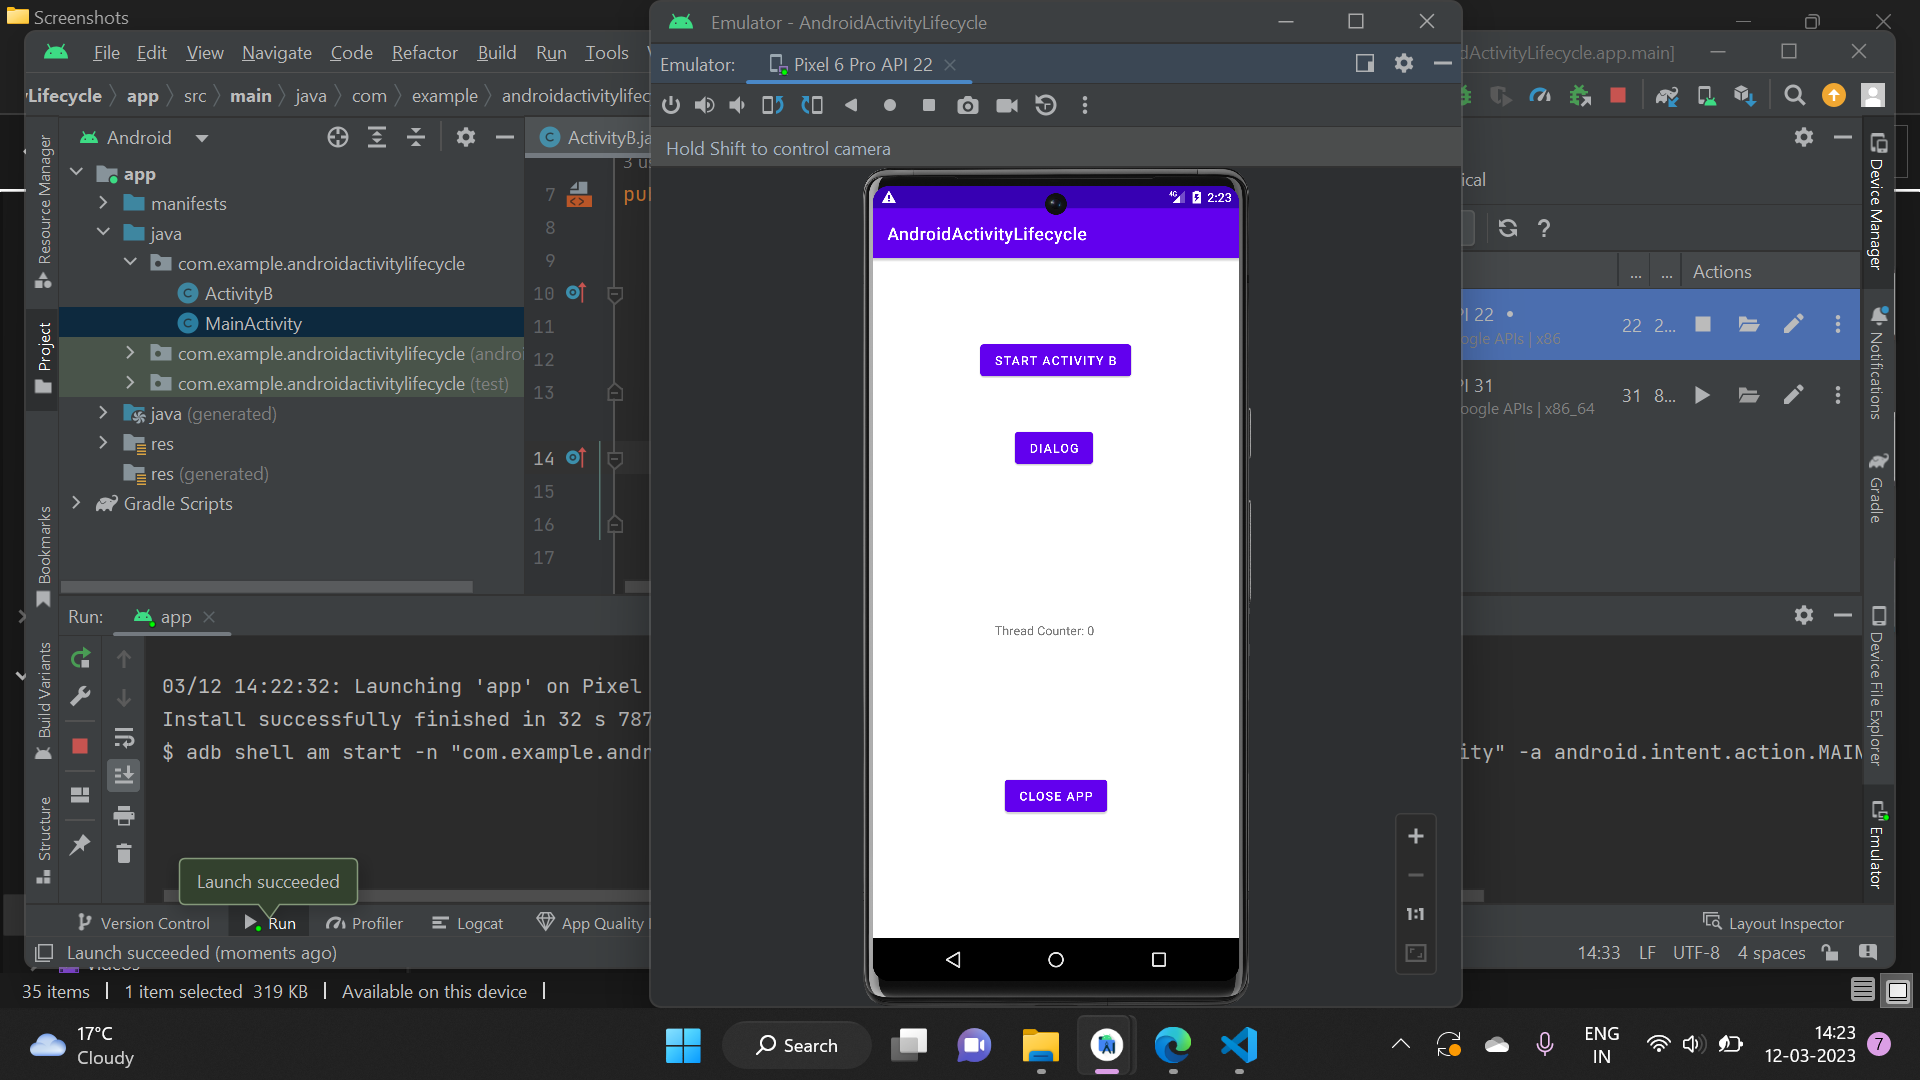 Screenshots
File Edit View Navigate Code Refactor Build Run Tools
Emulator - AndroidActivityLifecycle
dActivityLifecycle.app.main]
Emulator: Pixel 6 Pro API 22
Lifecycle app src main java com example androidactivitylifec
Android
ActivityB.ja
Hold Shift to control camera
app
manifests
java
com.example.androidactivitylifecycle
ActivityB
MainActivity
com.example.androidactivitylifecycle (andro
com.example.androidactivitylifecycle (test)
java (generated)
res
res (generated)
Gradle Scripts
Resource Manager
Project
Bookmarks
Build Variants
Structure
3 us
7 pu
8
9
10
11
12
13
14
15
16
17
4G 2:23
AndroidActivityLifecycle
START ACTIVITY B
DIALOG
Thread Counter: 0
CLOSE APP
ical
?
... ... Actions
PI 22 •
ogle APIs | x86
22 2...
PI 31
oogle APIs | x86_64
31 8...
Device Manager
Notifications
Gradle
Device File Explorer
Emulator
Run: app
03/12 14:22:32: Launching 'app' on Pixel
Install successfully finished in 32 s 787
$ adb shell am start -n "com.example.andr
ity" -a android.intent.action.MAIN
1:1
Launch succeeded
Version Control Run Profiler Logcat App Quality
Layout Inspector
Launch succeeded (moments ago)
14:33 LF UTF-8 4 spaces
35 items 1 item selected 319 KB Available on this device
17°C
Cloudy
Search
ENG
IN
14:23
12-03-2023
7